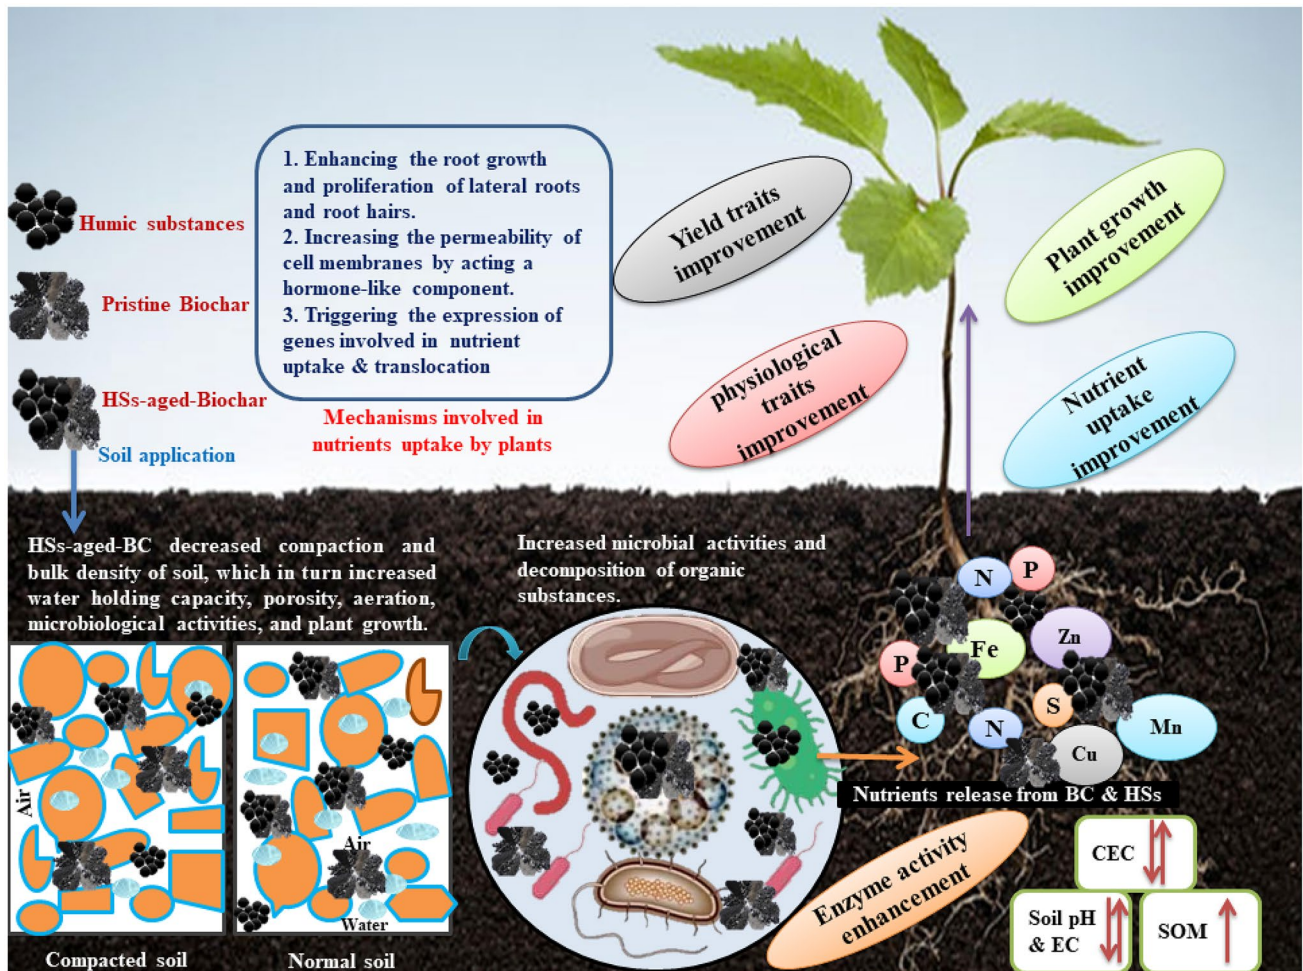 Humic substances
Pristine Biochar
HSs-aged-Biochar
Soil application
1. Enhancing the root growth
and proliferation of lateral roots
and root hairs.
2. Increasing the permeability of
cell membranes by acting a
hormone-like component.
3. Triggering the expression of
genes involved in nutrient
uptake & translocation
Mechanisms involved in
nutrients uptake by plants
Yield traits
improvement
Plant growth
improvement
physiological
traits
improvement
Nutrient
uptake
improvement
HSs-aged-BC decreased compaction and
bulk density of soil, which in turn increased
water holding capacity, porosity, aeration,
microbiological activities, and plant growth.
Air
Compacted soil
Air
Water
Normal soil
Increased microbial activities and
decomposition of organic
substances.
N
P
Fe
Zn
P
C
N
S
Mn
Cu
Nutrients release from BC & HSs
Enzyme activity
enhancement
CEC
Soil pH
& EC
SOM